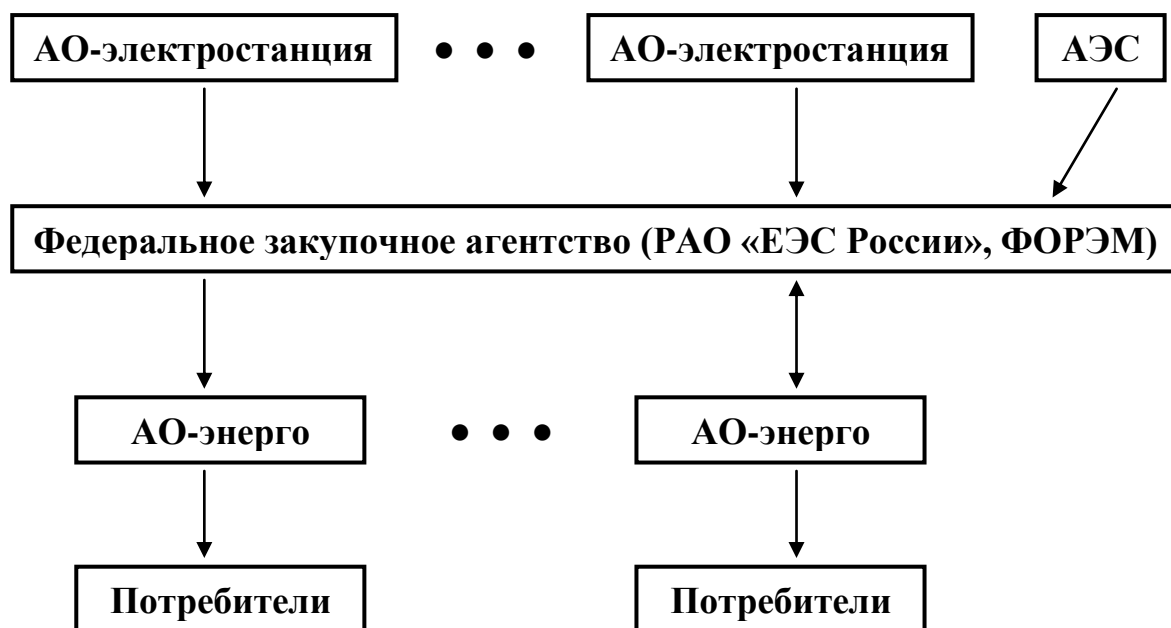 АО-электростанция
АО-электростанция
АЭС
Федеральное закупочное агентство (РАО «ЕЭС России», ФОРЭМ)
АО-энерго
АО-энерго
Потребители
Потребители